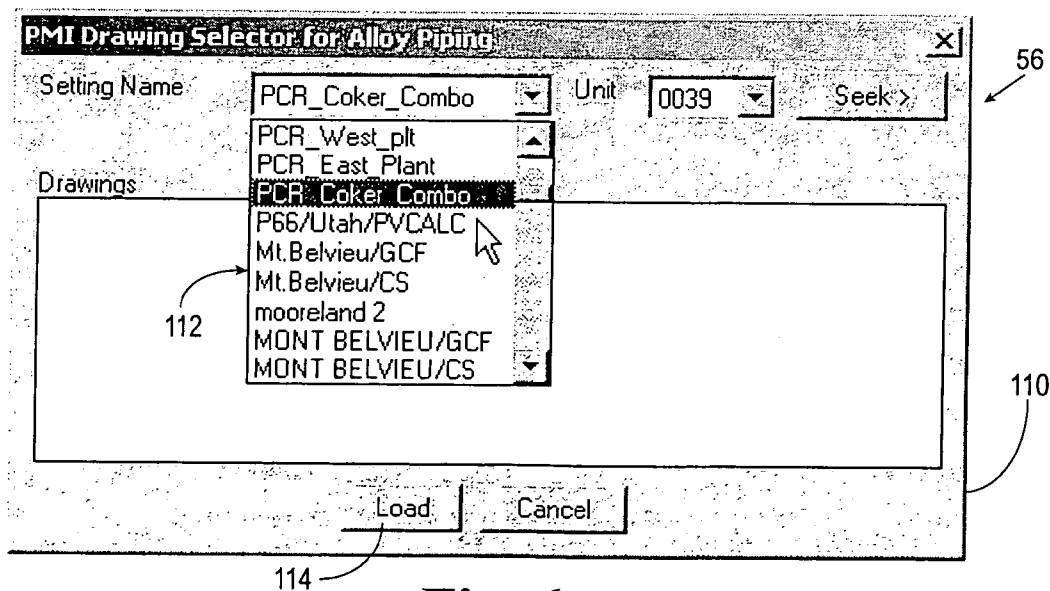 PMI Drawing Selector for Alloy Piping
56
Setting Name
PCR_Coker_Combo
Unit
0039
Seek >
PCR_West_plt
PCR_East_Plant
Drawings
PCR_Coker_Combo
P66/Utah/PVCALC
Mt.Belvieu/GCF
Mt.Belvieu/CS
mooreland 2
MONT BELVIEU/GCF
MONT BELVIEU/CS
112
110
Load
Cancel
114